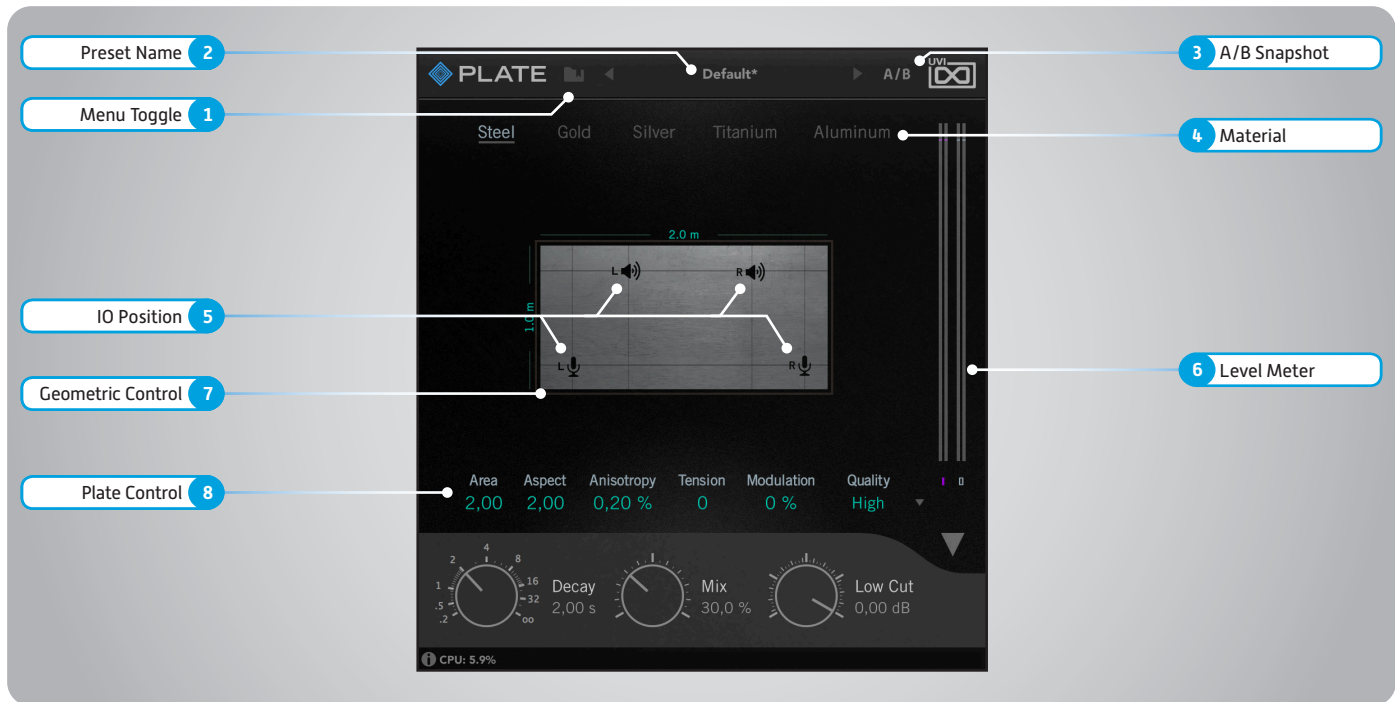 Preset Name 2
Menu Toggle 1
IO Position 5
Geometric Control 7
Plate Control 8
PLATE
Default*
A/B
UVI
Steel Gold Silver Titanium Aluminum
2.0 m
1.0 m
L R
L R
Area Aspect Anisotropy Tension Modulation Quality
2,00 2,00 0,20 % 0 0 % High
.2 .5 1 2 4 8 16 32 ∞
Decay
2,00 s
Mix
30,0 %
Low Cut
0,00 dB
CPU: 5.9%
3 A/B Snapshot
4 Material
6 Level Meter